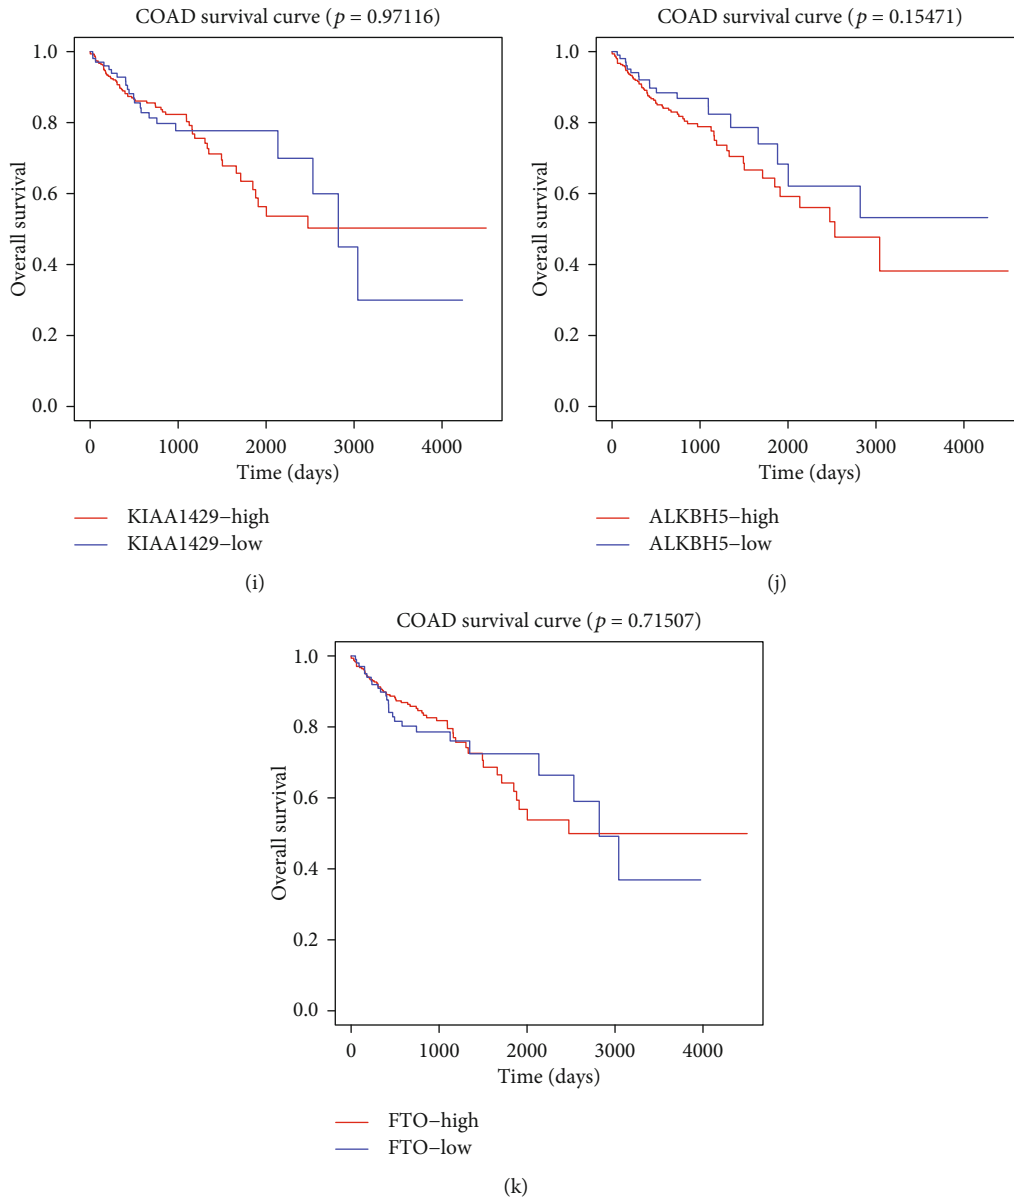 COAD survival curve (p = 0.97116)
1.0
0.8
0.6
0.4
0.2
0.0
Overall survival
0 1000 2000 3000 4000
Time (days)
KIAA1429−high
KIAA1429−low
(i)
COAD survival curve (p = 0.15471)
1.0
0.8
0.6
0.4
0.2
0.0
Overall survival
0 1000 2000 3000 4000
Time (days)
ALKBH5−high
ALKBH5−low
(j)
COAD survival curve (p = 0.71507)
1.0
0.8
0.6
0.4
0.2
0.0
Overall survival
0 1000 2000 3000 4000
Time (days)
FTO−high
FTO−low
(k)